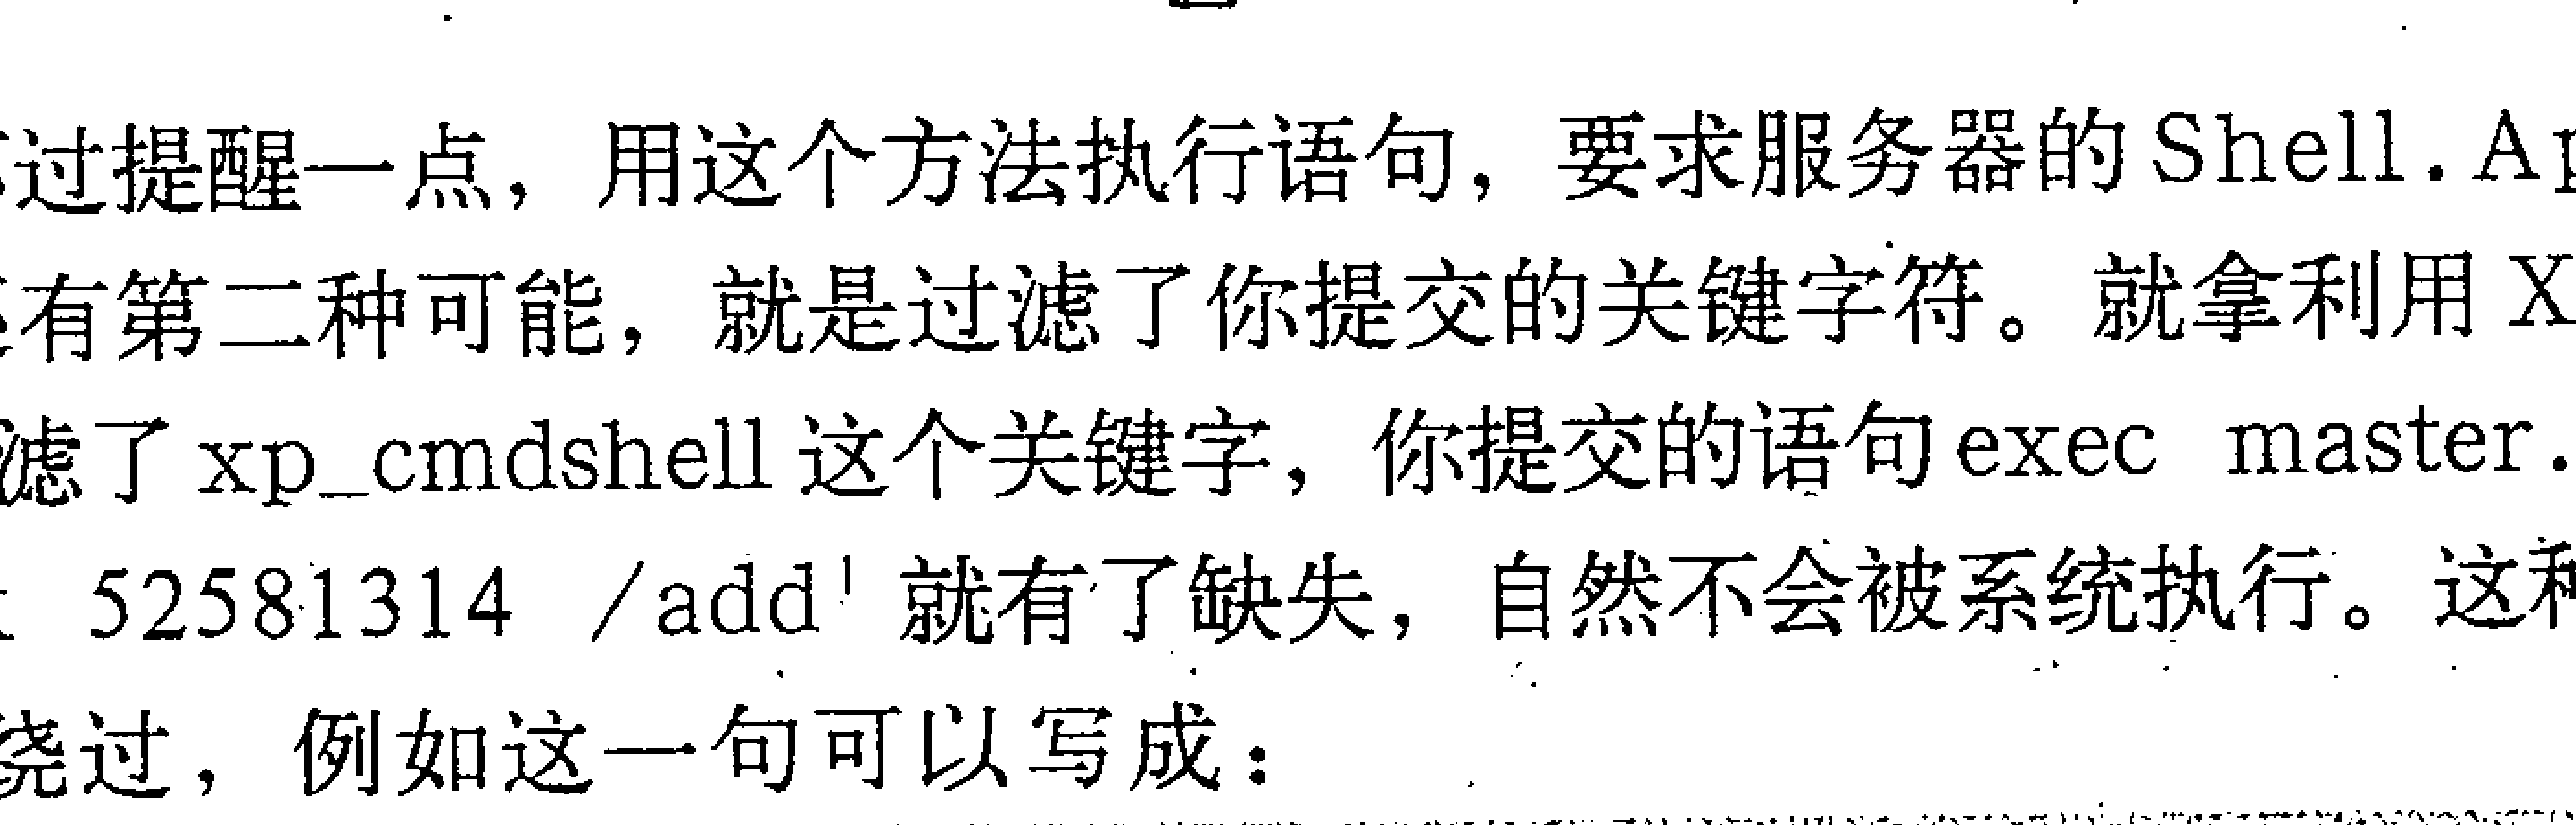 过提醒一点，用这个方法执行语句，要求服务器的Shell.Ap
有第二种可能，就是过滤了你提交的关键字符。就拿利用X
滤了xp_cmdshell这个关键字，你提交的语句exec master.
52581314 /add'就有了缺失，自然不会被系统执行。这种
绕过，例如这一句可以写成：